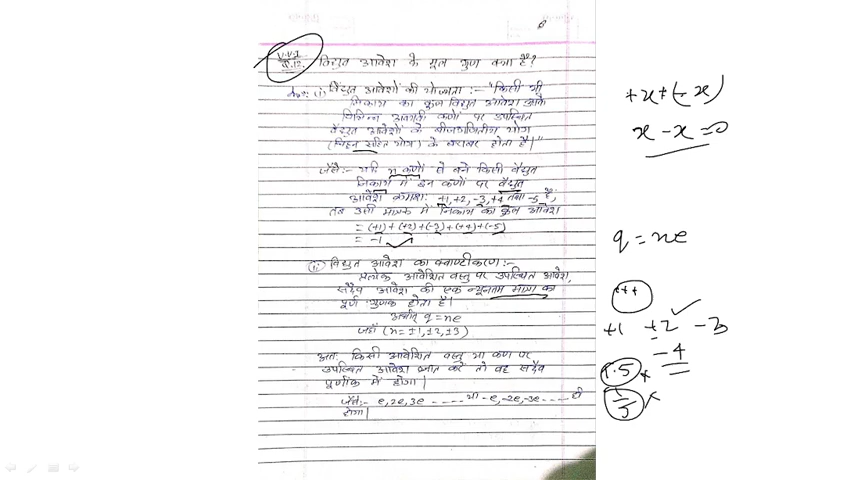 V.V.I
Q.12. विद्युत आवेश के मूल गुण क्या है?
(i) विद्युत आवेशों की योज्यता :- "किसी भी
निकाय का कुल विद्युत आवेश उसके
विभिन्न अवयवी कणों पर उपस्थित
वैद्युत आवेशों के बीजगणितीय योग
(चिह्न सहित योग) के बराबर होता है।"
जैसे:- यदि n कणों से बने किसी वैद्युत
निकाय में इन कणों पर वैद्युत
आवेश क्रमशः +1, +2, -3, +4 तथा -5 है,
तब उसी मात्रक में निकाय का कुल आवेश
= (+1) + (+2) + (-3) + (+4) + (-5)
= -1
(ii) विद्युत आवेश का क्वाण्टीकरण:-
प्रत्येक आवेशित वस्तु पर उपस्थित आवेश,
सदैव आवेश की एक न्यूनतम मात्रा का
पूर्ण गुणक होता है।
अर्थात् q = ne
जहाँ (n = ±1, ±2, ±3)
अतः किसी आवेशित वस्तु या कण पर
उपस्थित आवेश ज्ञात करें तो वह सदैव
पूर्णांक में होगा।
जैसे:- e, 2e, 3e ----- या -e, -2e, -3e ---- ही
होगा।
+x+(-x)
x - x = 0
q = ne
+++
+1 +2 -3
-4
1.5 ×
1/5 ×